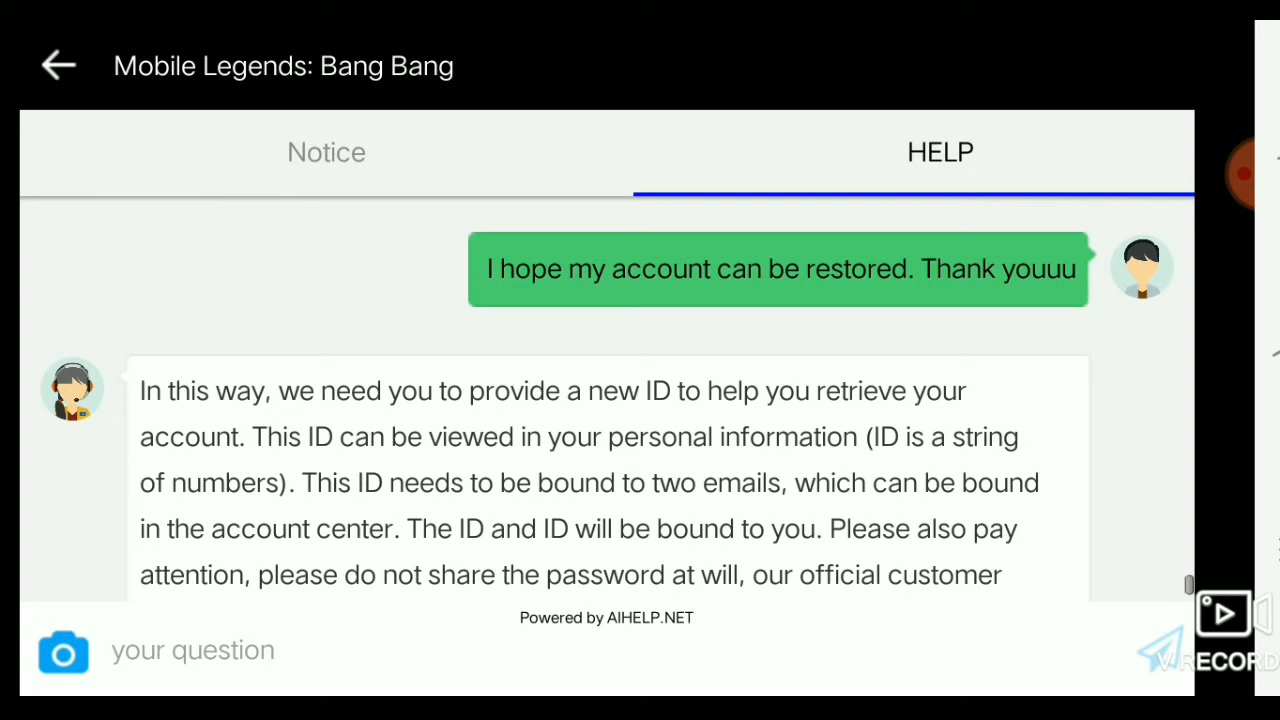 Mobile Legends: Bang Bang
Notice
HELP
I hope my account can be restored. Thank youuu
In this way, we need you to provide a new ID to help you retrieve your
account. This ID can be viewed in your personal information (ID is a string
of numbers). This ID needs to be bound to two emails, which can be bound
in the account center. The ID and ID will be bound to you. Please also pay
attention, please do not share the password at will, our official customer
Powered by AIHELP.NET
your question
V RECORD